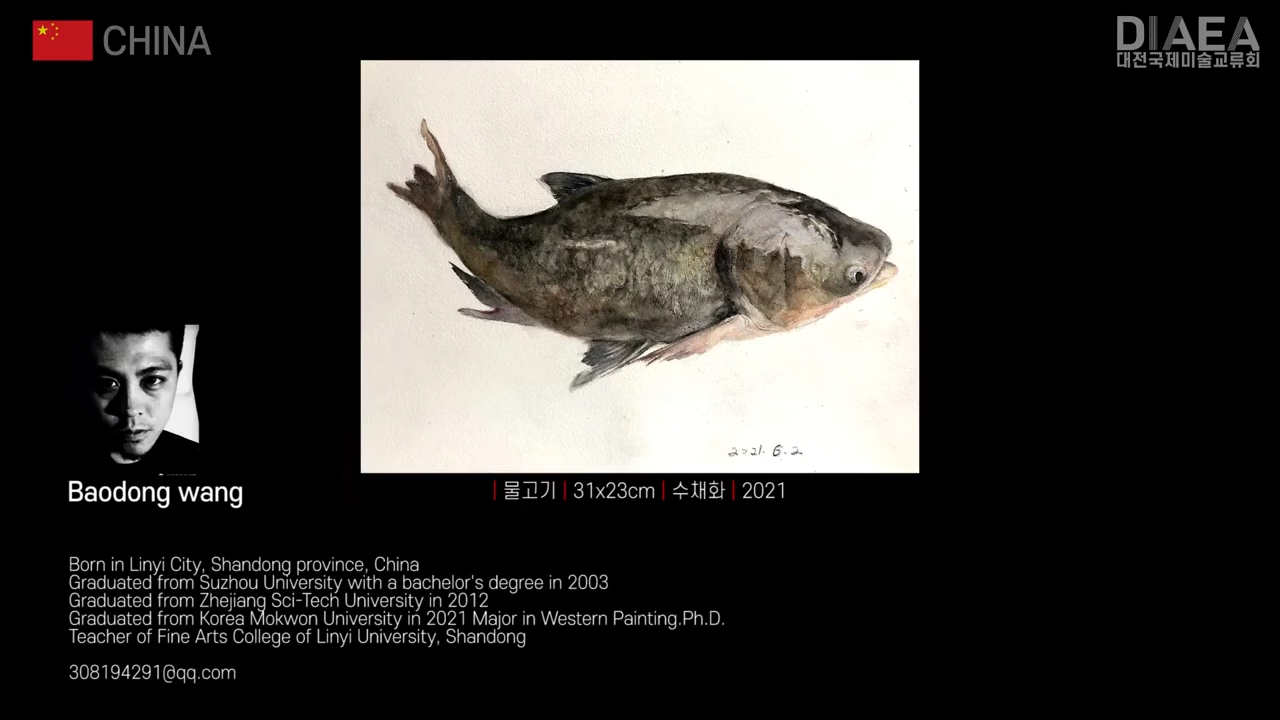 CHINA
DIAEA
대전국제미술교류회
2021. 6. 2
Baodong wang
| 물고기 | 31x23cm | 수채화 | 2021
Born in Linyi City, Shandong province, China
Graduated from Suzhou University with a bachelor's degree in 2003
Graduated from Zhejiang Sci-Tech University in 2012
Graduated from Korea Mokwon University in 2021 Major in Western Painting.Ph.D.
Teacher of Fine Arts College of Linyi University, Shandong
308194291@qq.com